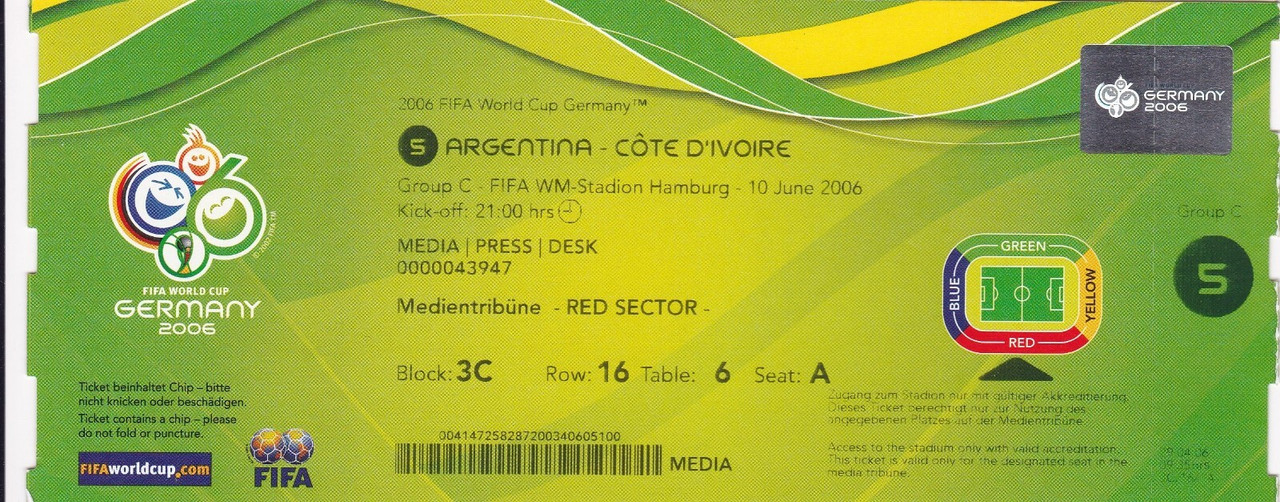 2006 FIFA World Cup Germany™
5 ARGENTINA - CÔTE D'IVOIRE
Group C - FIFA WM-Stadion Hamburg - 10 June 2006
Kick-off: 21:00 hrs
MEDIA | PRESS | DESK
0000043947
Medientribüne - RED SECTOR -
Block: 3C Row: 16 Table: 6 Seat: A
004147258287200340605100
MEDIA
© 2002 FIFA TM
FIFA WORLD CUP
GERMANY
2006
Ticket beinhaltet Chip – bitte
nicht knicken oder beschädigen.
Ticket contains a chip – please
do not fold or puncture.
FIFAworldcup.com
FIFA
GERMANY
2006
Group C
5
GREEN
BLUE
YELLOW
RED
Zugang zum Stadion nur mit gültiger Akkreditierung.
Dieses Ticket berechtigt nur zur Nutzung des
angegebenen Platzes auf der Medientribüne.
Access to the stadium only with valid accreditation.
This ticket is valid only for the designated seat in the
media tribune.